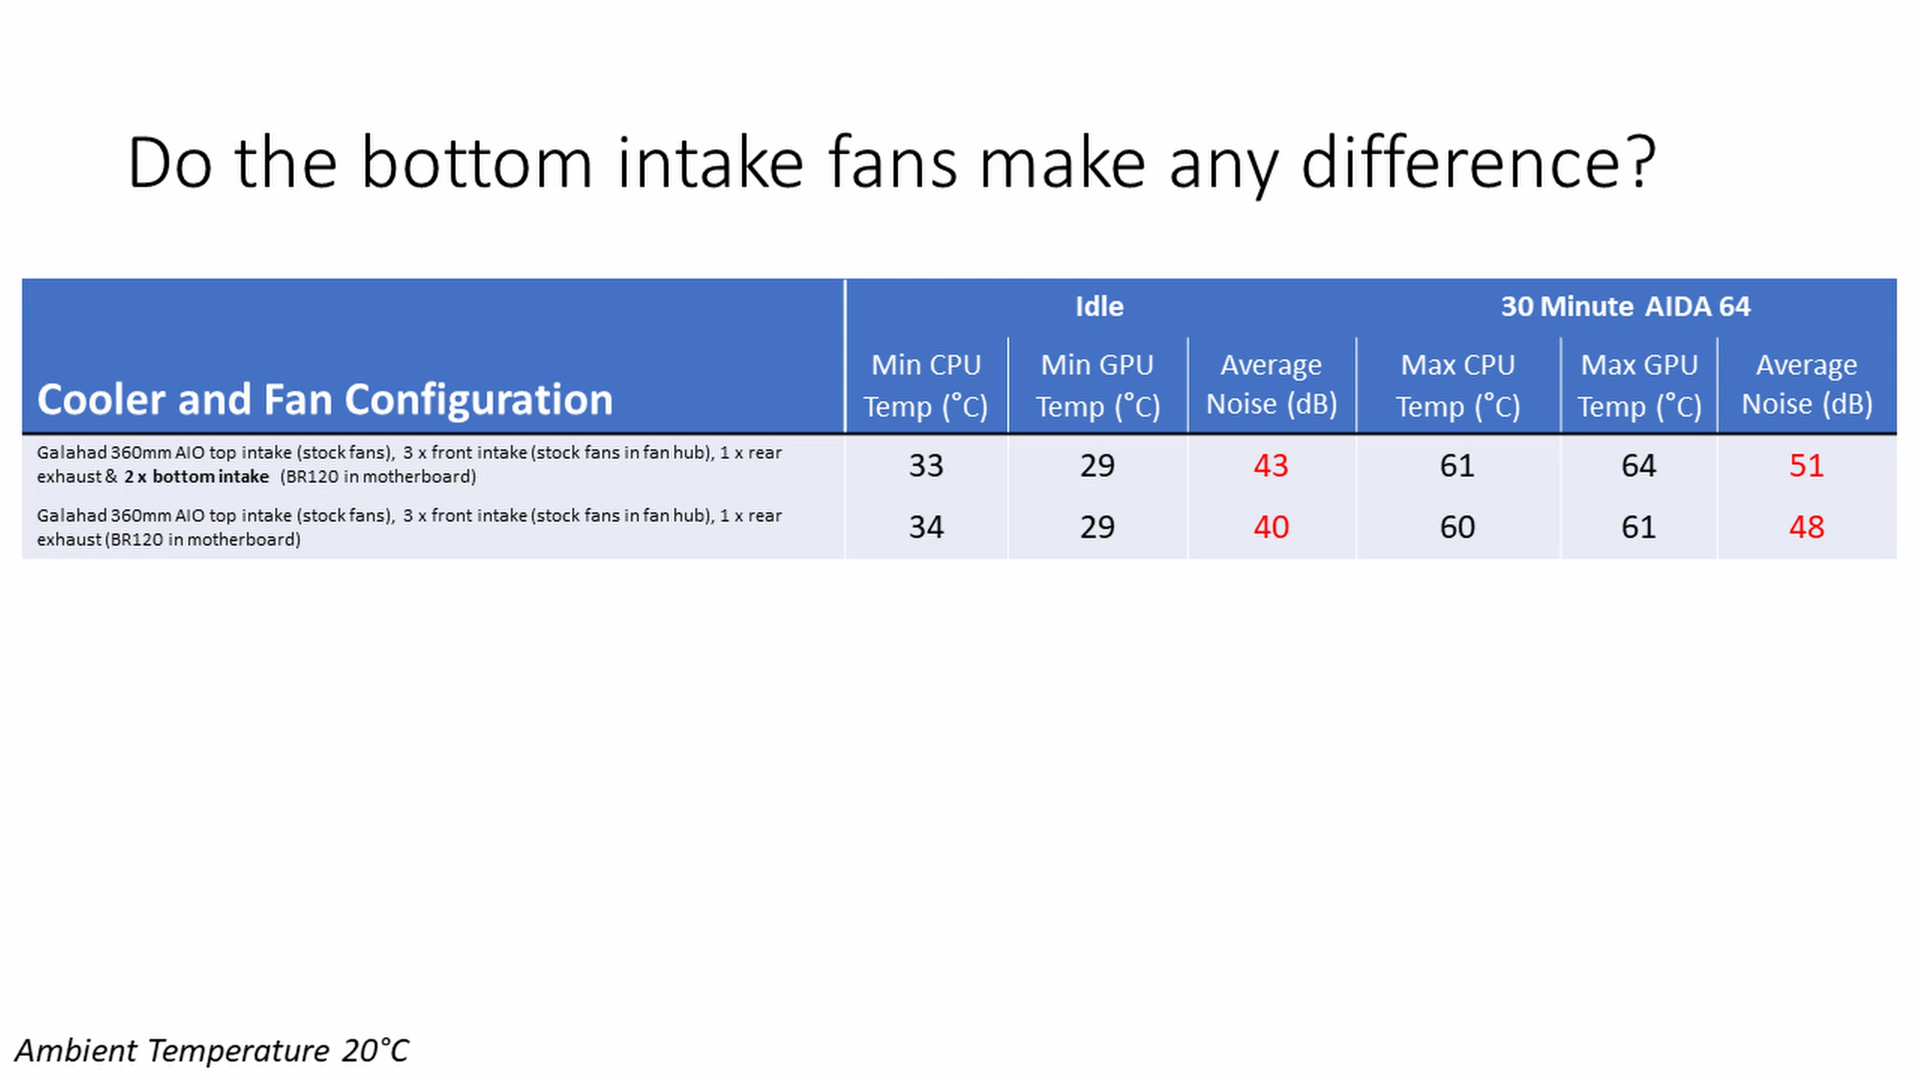 Do the bottom intake fans make any difference?
Idle 30 Minute AIDA 64
Cooler and Fan Configuration
Min CPU Temp (°C)
Min GPU Temp (°C)
Average Noise (dB)
Max CPU Temp (°C)
Max GPU Temp (°C)
Average Noise (dB)
Galahad 360mm AIO top intake (stock fans), 3 x front intake (stock fans in fan hub), 1 x rear
exhaust & 2 x bottom intake (BR120 in motherboard)
33 29 43 61 64 51
Galahad 360mm AIO top intake (stock fans), 3 x front intake (stock fans in fan hub), 1 x rear
exhaust (BR120 in motherboard)
34 29 40 60 61 48
Ambient Temperature 20°C